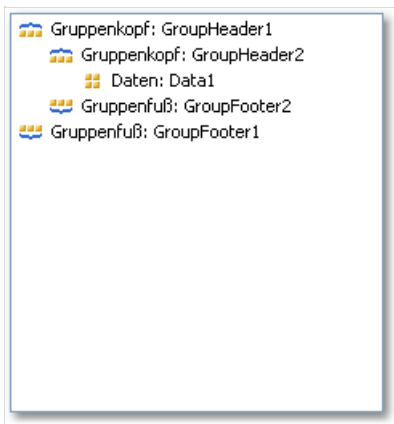 Gruppenkopf: GroupHeader1
Gruppenkopf: GroupHeader2
Daten: Data1
Gruppenfuß: GroupFooter2
Gruppenfuß: GroupFooter1